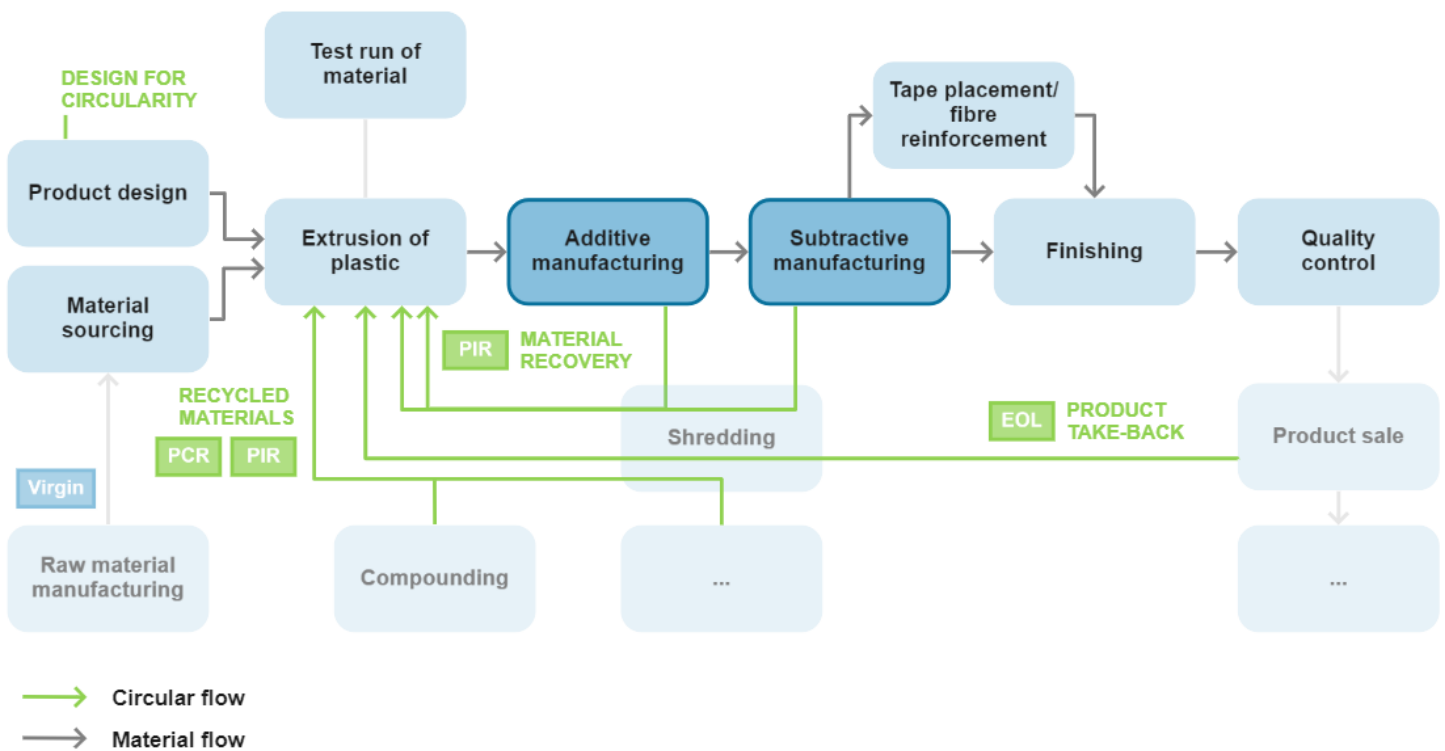 Test run of
material
DESIGN FOR
CIRCULARITY
Tape placement/
fibre
reinforcement
Product design
Extrusion of
plastic
Additive
manufacturing
Subtractive
manufacturing
Finishing
Quality
control
Material
sourcing
PIR
MATERIAL
RECOVERY
RECYCLED
MATERIALS
PCR
PIR
Shredding
EOL
PRODUCT
TAKE-BACK
Product sale
Virgin
Raw material
manufacturing
Compounding
...
...
Circular flow
Material flow